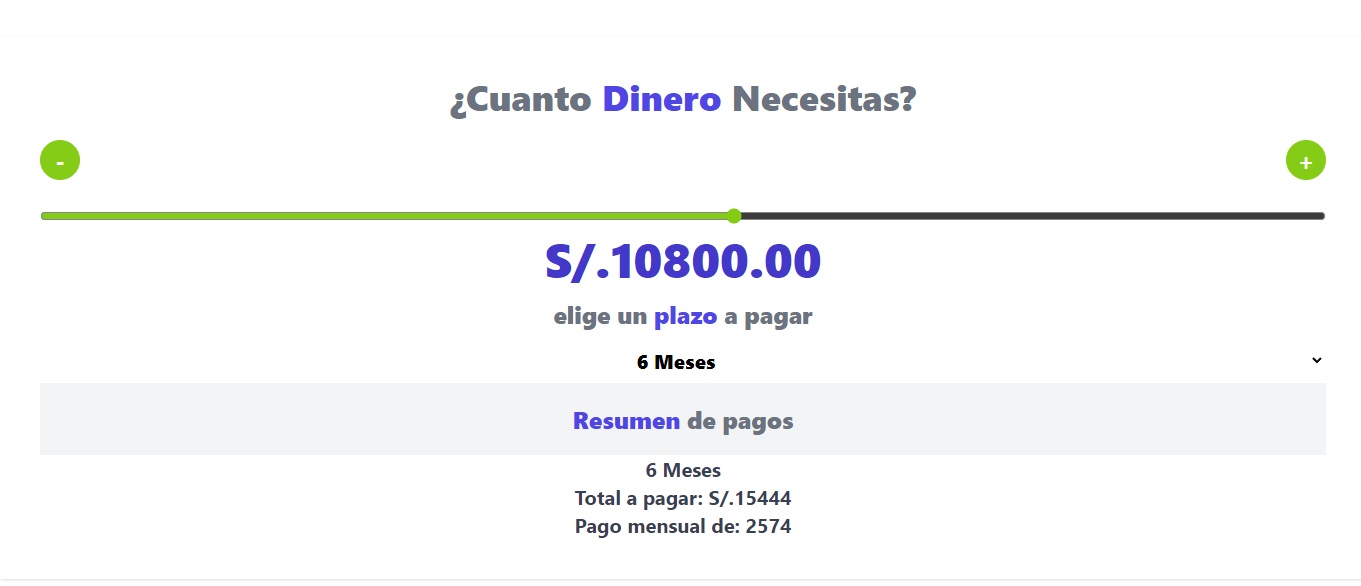 ¿Cuanto Dinero Necesitas?
-
+
S/.10800.00
elige un plazo a pagar
6 Meses
Resumen de pagos
6 Meses
Total a pagar: S/.15444
Pago mensual de: 2574